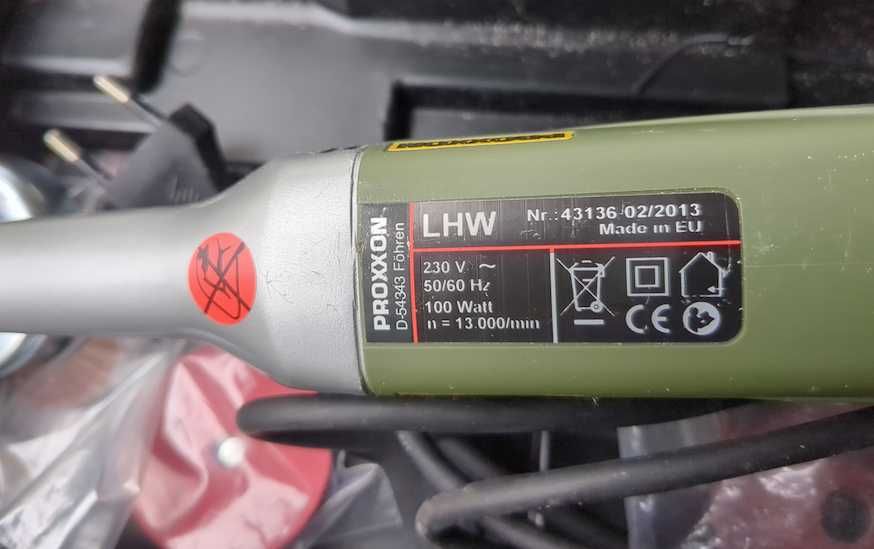 PROXXON
D-54343 Föhren
LHW
Nr.: 43136-02/2013
Made in EU
230 V ~
50/60 Hz
100 Watt
n = 13.000/min
CE